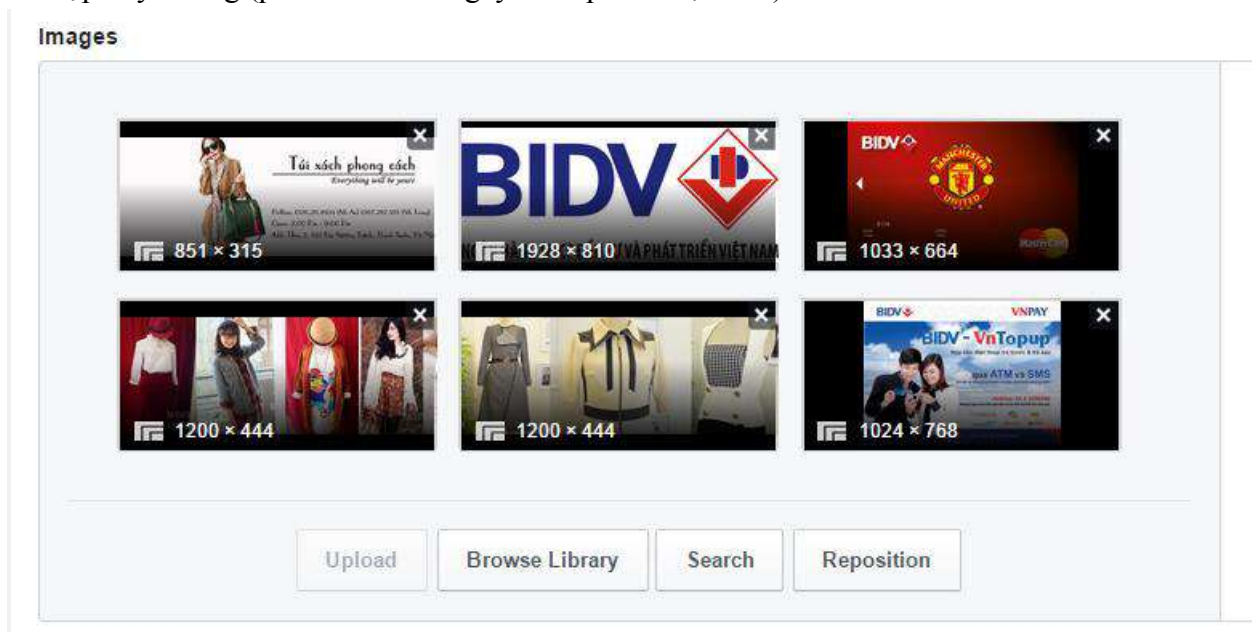 Images
Túi xách phong cách
Everything will be yours
851 × 315
BIDV
VÀ PHÁT TRIỂN VIỆT NAM
1928 × 810
BIDV
MANCHESTER
UNITED
MasterCard
1033 × 664
1200 × 444
1200 × 444
BIDV
VNPAY
BIDV - VnTopup
qua ATM và SMS
1024 × 768
Upload
Browse Library
Search
Reposition